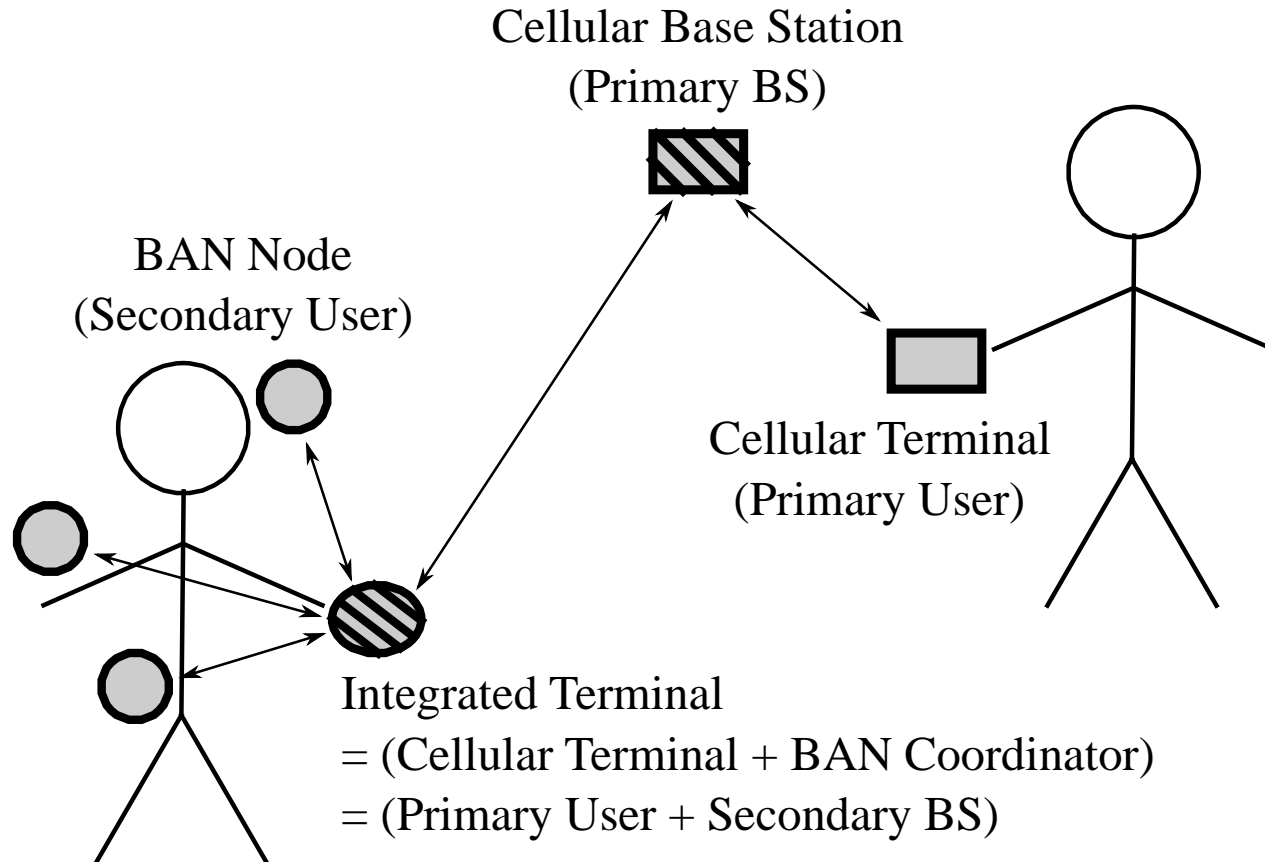 Cellular Base Station
(Primary BS)
BAN Node
(Secondary User)
Cellular Terminal
(Primary User)
Integrated Terminal
= (Cellular Terminal + BAN Coordinator)
= (Primary User + Secondary BS)